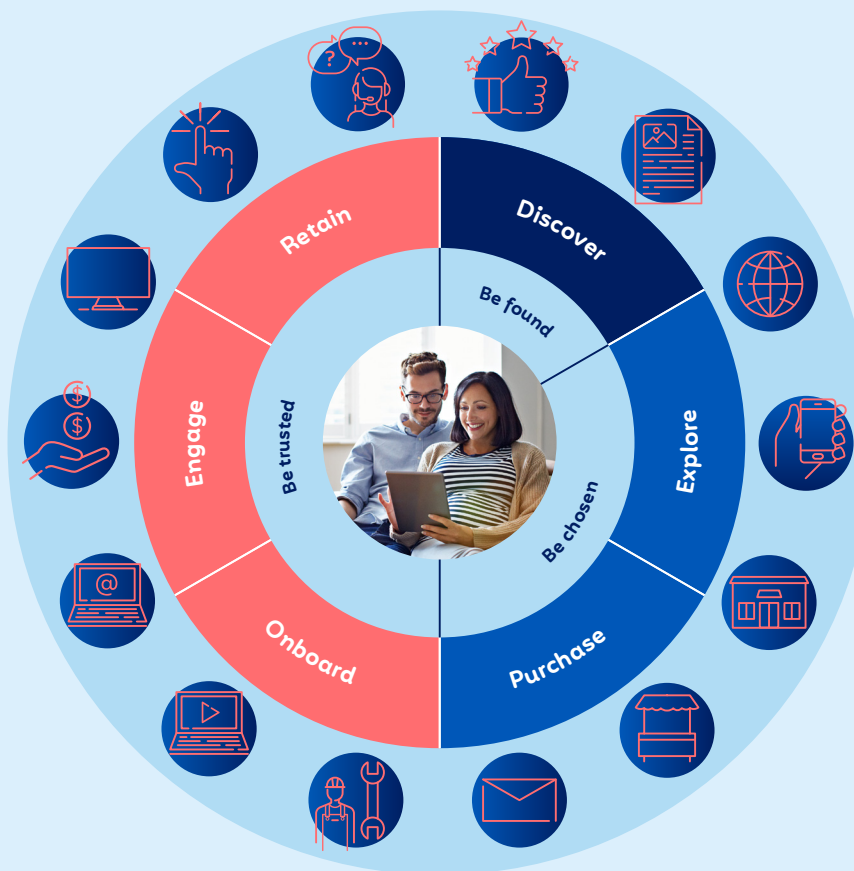 ?
...
Discover
Be found
Explore
Be chosen
Purchase
Onboard
@
Engage
$
$
Be trusted
Retain